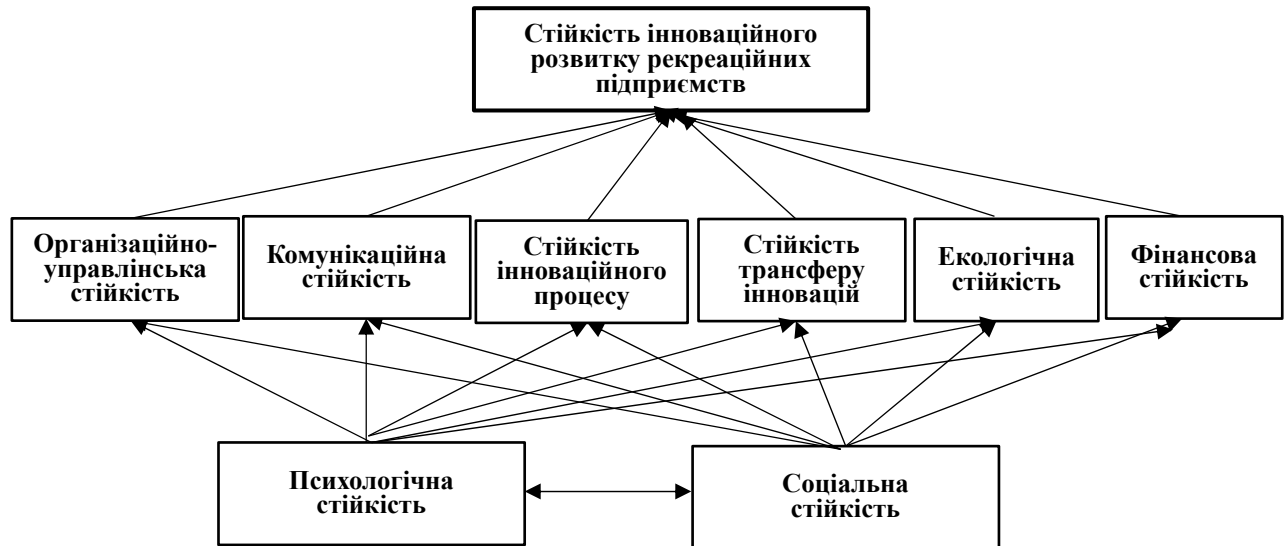 Стійкість інноваційного
розвитку рекреаційних
підприємств
Організаційно-
управлінська
стійкість
Комунікаційна
стійкість
Стійкість
інноваційного
процесу
Стійкість
трансферу
інновацій
Екологічна
стійкість
Фінансова
стійкість
Психологічна
стійкість
Соціальна
стійкість